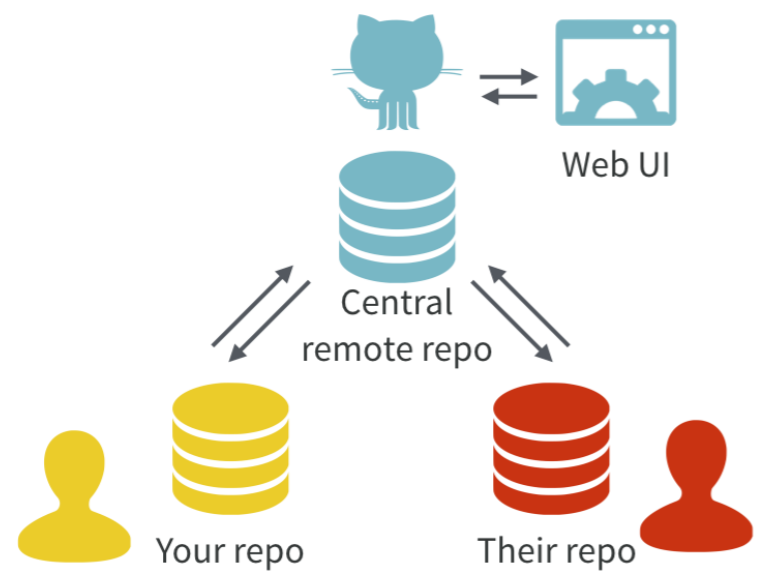 Web UI
Central
remote repo
Your repo
Their repo